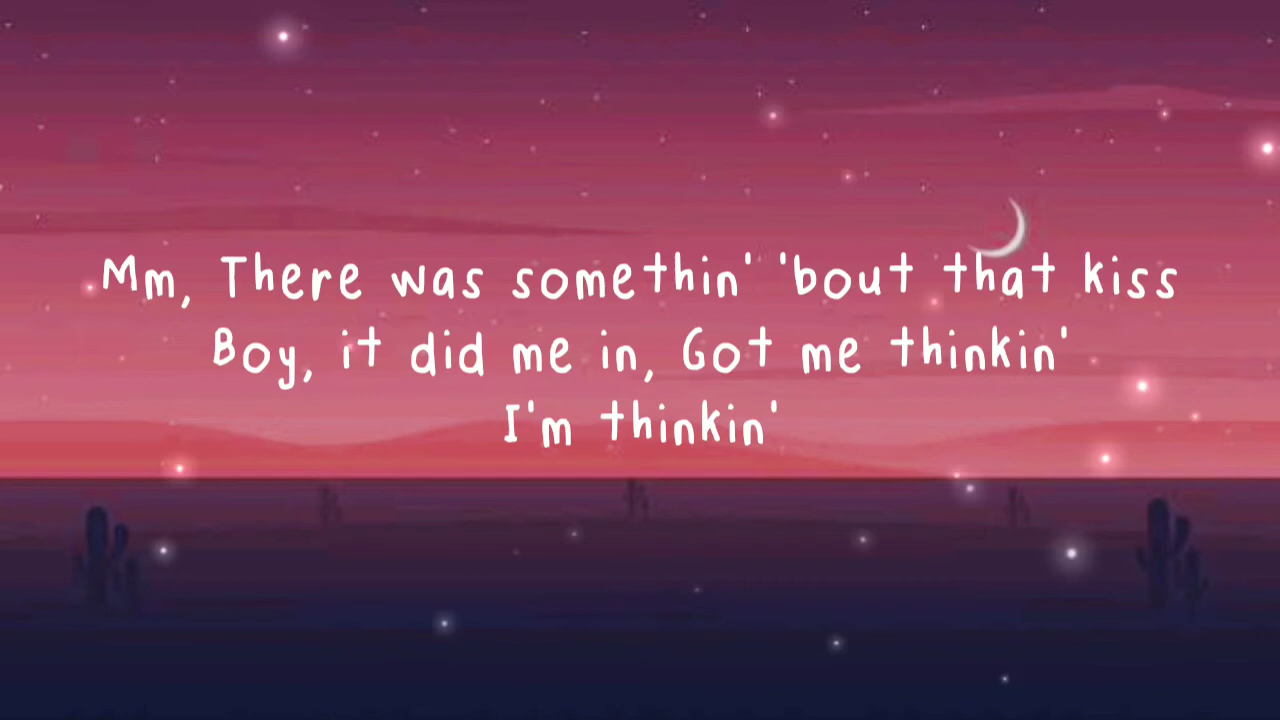 Mm, There was somethin' 'bout that kiss
Boy, it did me in, Got me thinkin'
I'm thinkin'